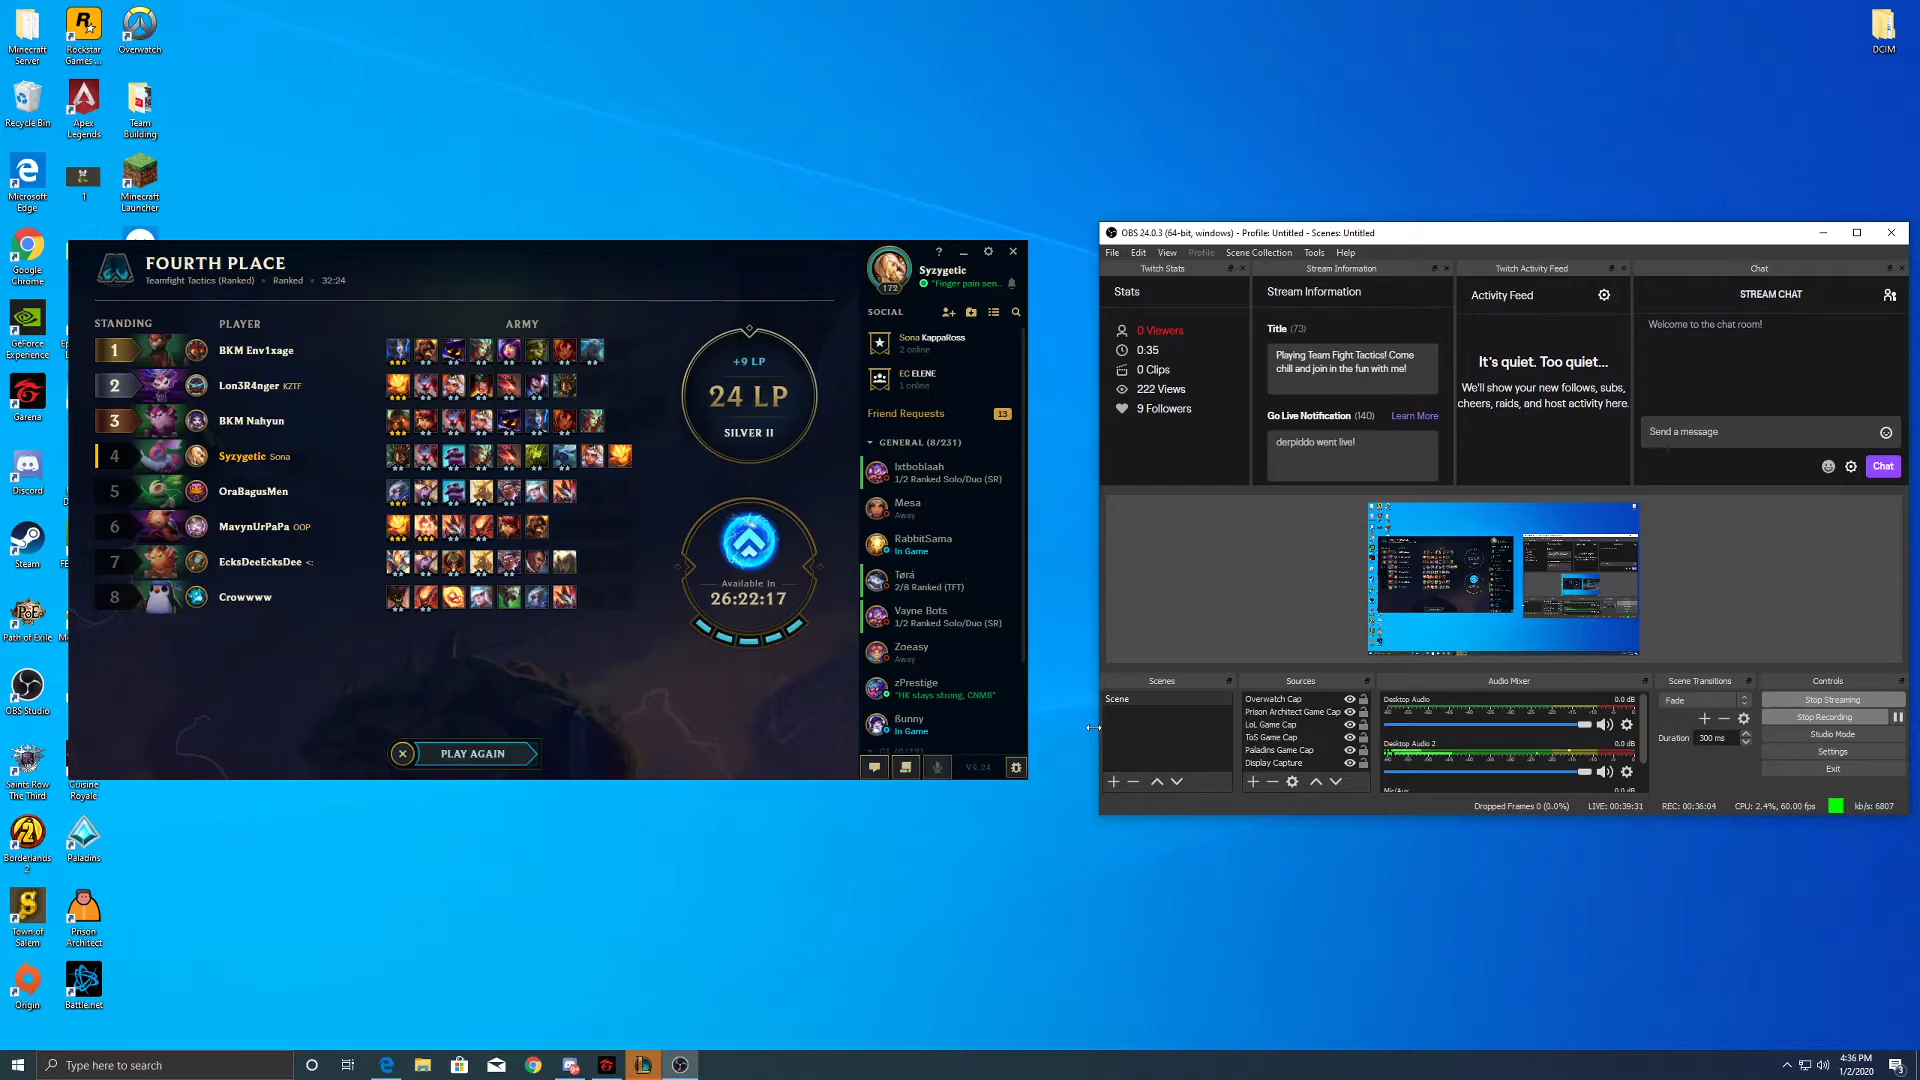 Minecraft
Server
Rockstar
Games ...
Overwatch
DCIM
Recycle Bin
Apex
Legends
Team
Building
Microsoft
Edge
1
Minecraft
Launcher
Google
Chrome
GeForce
Experience
Garena
Discord
Steam
Path of Exile
OBS Studio
Saints Row
The Third
Cuisine
Royale
Borderlands
2
Paladins
Town of
Salem
Prison
Architect
Origin
Battle.net
FOURTH PLACE
Teamfight Tactics (Ranked) • Ranked • 32:24
STANDING PLAYER ARMY
1 BKM Env1xage
2 Lon3R4nger KZTF
3 BKM Nahyun
4 Syzygetic Sona
5 OraBagusMen
6 MavynUrPaPa OOP
7 EcksDeeEcksDee <:
8 Crowwww
+9 LP
24 LP
SILVER II
Available In
26:22:17
PLAY AGAIN
172
Syzygetic
"Finger pain sen...
SOCIAL
Sona KappaRoss
2 online
EC ELENE
1 online
Friend Requests 13
GENERAL (8/231)
Ixtboblaah
1/2 Ranked Solo/Duo (SR)
Mesa
Away
RabbitSama
In Game
Tørá
2/8 Ranked (TFT)
Vayne Bots
1/2 Ranked Solo/Duo (SR)
Zoeasy
Away
zPrestige
"HK stays strong, CNMB"
ßunny
In Game
V9.24
OBS 24.0.3 (64-bit, windows) - Profile: Untitled - Scenes: Untitled
File Edit View Profile Scene Collection Tools Help
Twitch Stats Stream Information Twitch Activity Feed Chat
Stats
0 Viewers
0:35
0 Clips
222 Views
9 Followers
Stream Information
Title (73)
Playing Team Fight Tactics! Come
chill and join in the fun with me!
Go Live Notification (140) Learn More
derpiddo went live!
Activity Feed
It's quiet. Too quiet...
We'll show your new follows, subs,
cheers, raids, and host activity here.
STREAM CHAT
Welcome to the chat room!
Send a message
Chat
Scenes Sources Audio Mixer Scene Transitions Controls
Scene
Overwatch Cap
Prison Architect Game Cap
LoL Game Cap
ToS Game Cap
Paladins Game Cap
Display Capture
Desktop Audio 0.0 dB
Desktop Audio 2 0.0 dB
Mic/Aux 0.0 dB
Fade
Duration 300 ms
Stop Streaming
Stop Recording
Studio Mode
Settings
Exit
Dropped Frames 0 (0.0%) LIVE: 00:39:31 REC: 00:36:04 CPU: 2.4%, 60.00 fps kb/s: 6807
Type here to search
4:36 PM
1/2/2020
3